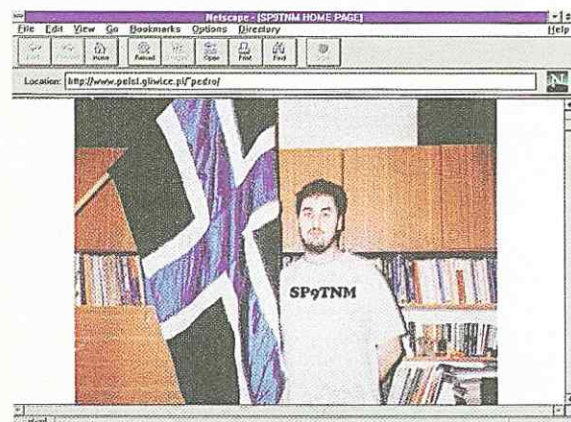 Netscape - [SP9TNM HOME PAGE]
File Edit View Go Bookmarks Options Directory Help
Home Reload Open Print Find
Location: http://www.polsl.gliwice.pl/~pedro/
N
SP9TNM